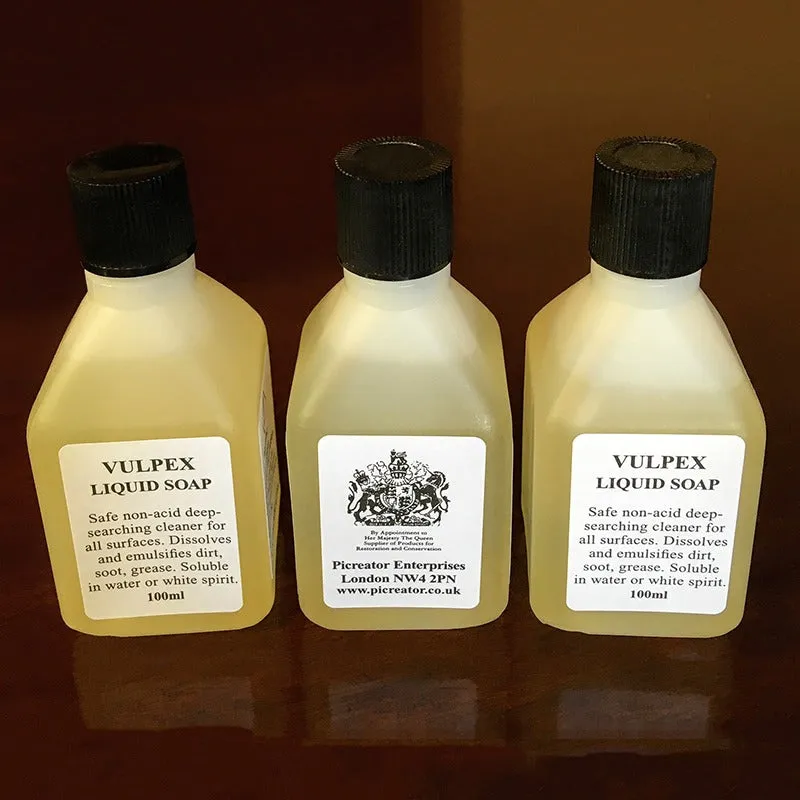 VULPEX
LIQUID SOAP
Safe non-acid deep-
searching cleaner for
all surfaces. Dissolves
and emulsifies dirt,
soot, grease. Soluble
in water or white spirit.
100ml
By Appointment to
Her Majesty The Queen
Supplier of Products for
Restoration and Conservation
Picreator Enterprises
London NW4 2PN
www.picreator.co.uk
VULPEX
LIQUID SOAP
Safe non-acid deep-
searching cleaner for
all surfaces. Dissolves
and emulsifies dirt,
soot, grease. Soluble
in water or white spirit.
100ml